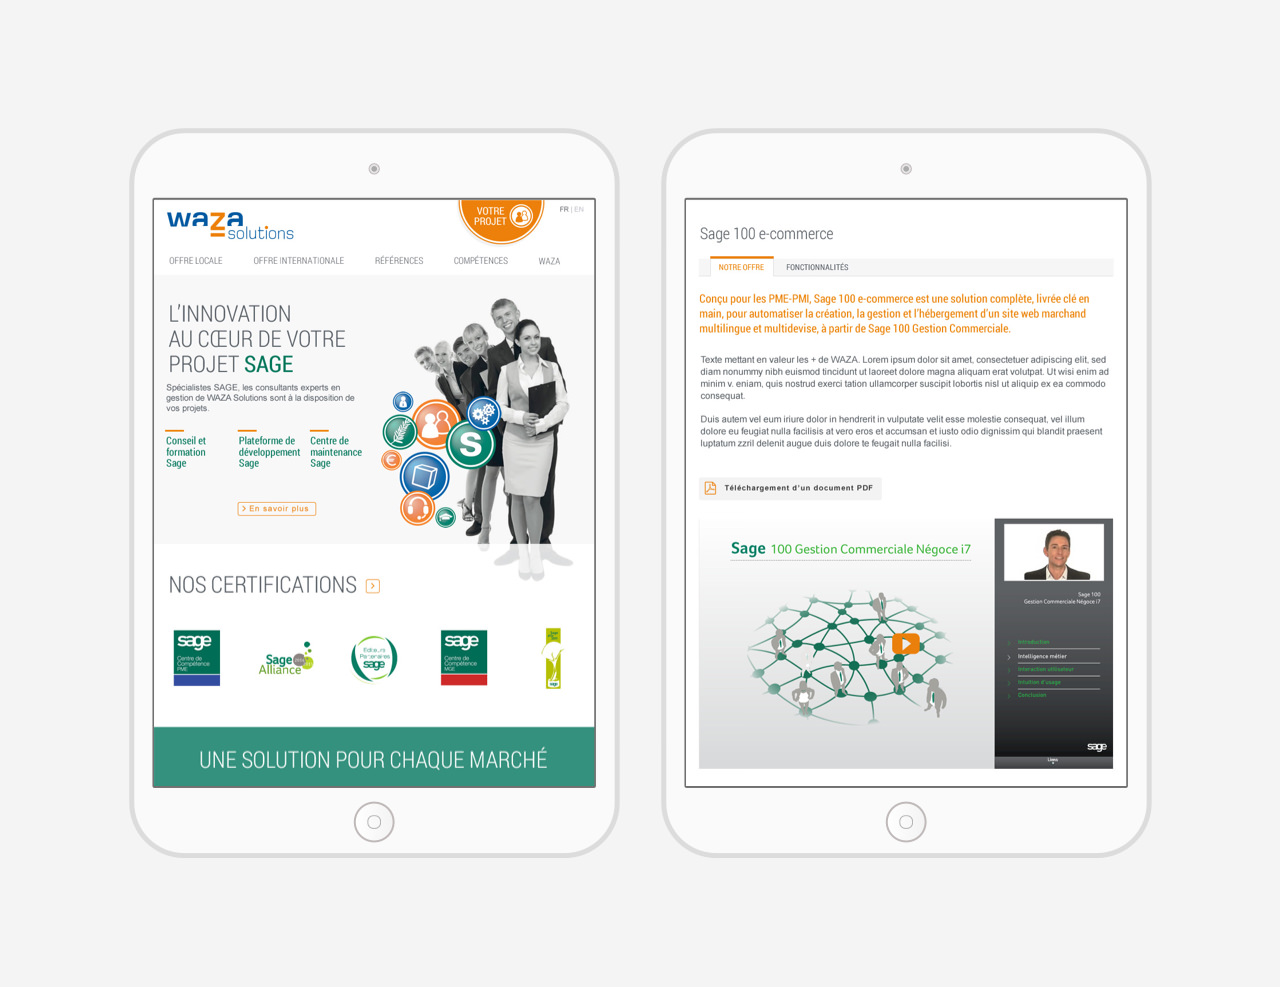 waza
solutions
VOTRE
PROJET
FR | EN
OFFRE LOCALE OFFRE INTERNATIONALE RÉFÉRENCES COMPÉTENCES WAZA
L'INNOVATION
AU CŒUR DE VOTRE
PROJET SAGE
Spécialistes SAGE, les consultants experts en
gestion de WAZA Solutions sont à la disposition de
vos projets.
Conseil et
formation
Sage
Plateforme de
développement
Sage
Centre de
maintenance
Sage
> En savoir plus
S
€
NOS CERTIFICATIONS >
sage
Centre de
Compétence
PME
Sage
Alliance
Editeurs
Partenaires
sage
sage
Centre de
Compétence
MGE
sage
UNE SOLUTION POUR CHAQUE MARCHÉ
Sage 100 e-commerce
NOTRE OFFRE FONCTIONNALITÉS
Conçu pour les PME-PMI, Sage 100 e-commerce est une solution complète, livrée clé en
main, pour automatiser la création, la gestion et l'hébergement d'un site web marchand
multilingue et multidevise, à partir de Sage 100 Gestion Commerciale.
Texte mettant en valeur les + de WAZA. Lorem ipsum dolor sit amet, consectetuer adipiscing elit, sed
diam nonummy nibh euismod tincidunt ut laoreet dolore magna aliquam erat volutpat. Ut wisi enim ad
minim v. eniam, quis nostrud exerci tation ullamcorper suscipit lobortis nisl ut aliquip ex ea commodo
consequat.
Duis autem vel eum iriure dolor in hendrerit in vulputate velit esse molestie consequat, vel illum
dolore eu feugiat nulla facilisis at vero eros et accumsan et iusto odio dignissim qui blandit praesent
luptatum zzril delenit augue duis dolore te feugait nulla facilisi.
Téléchargement d'un document PDF
Sage 100 Gestion Commerciale Négoce i7
Sage 100
Gestion Commerciale Négoce i7
Introduction
> Intelligence métier
Interaction utilisateur
Intuition d'usage
Conclusion
sage
Liens